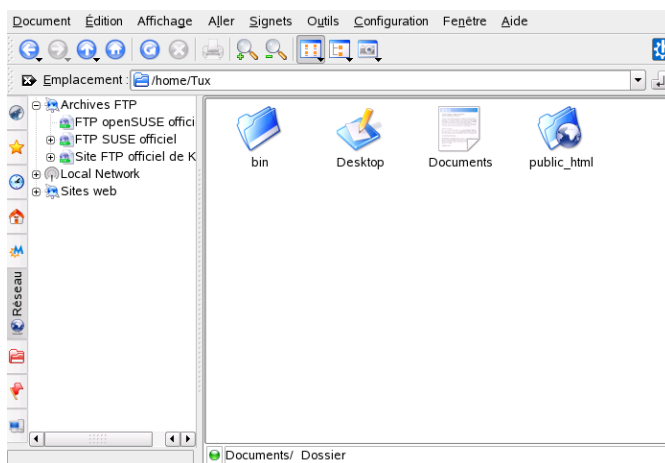 Document Édition Affichage Aller Signets Outils Configuration Fenêtre Aide
Emplacement : /home/Tux
Archives FTP
FTP openSUSE offici
FTP SUSE officiel
Site FTP officiel de K
Local Network
Sites web
Réseau
bin Desktop Documents public_html
Documents/ Dossier